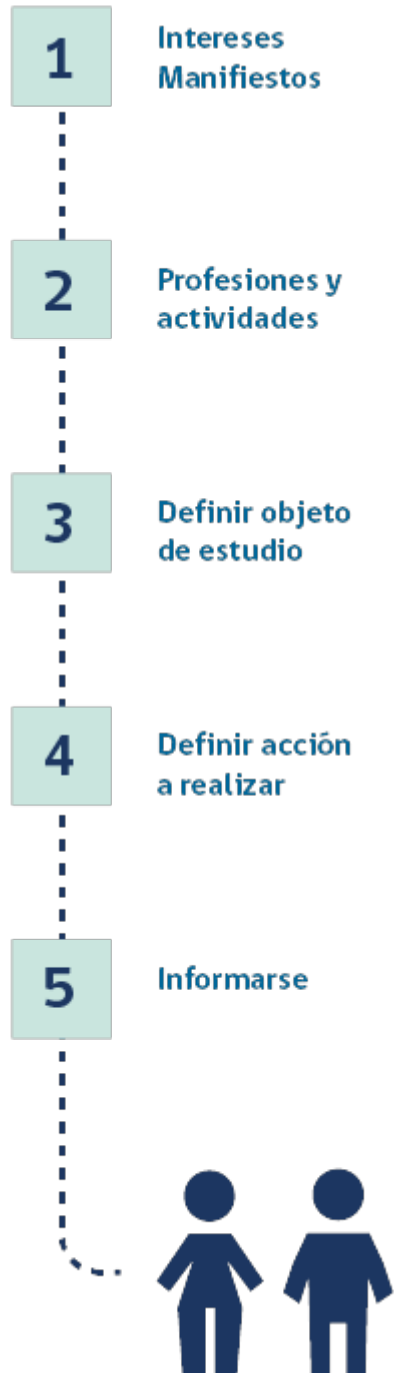 1
Intereses
Manifiestos
2
Profesiones y
actividades
3
Definir objeto
de estudio
4
Definir acción
a realizar
5
Informarse